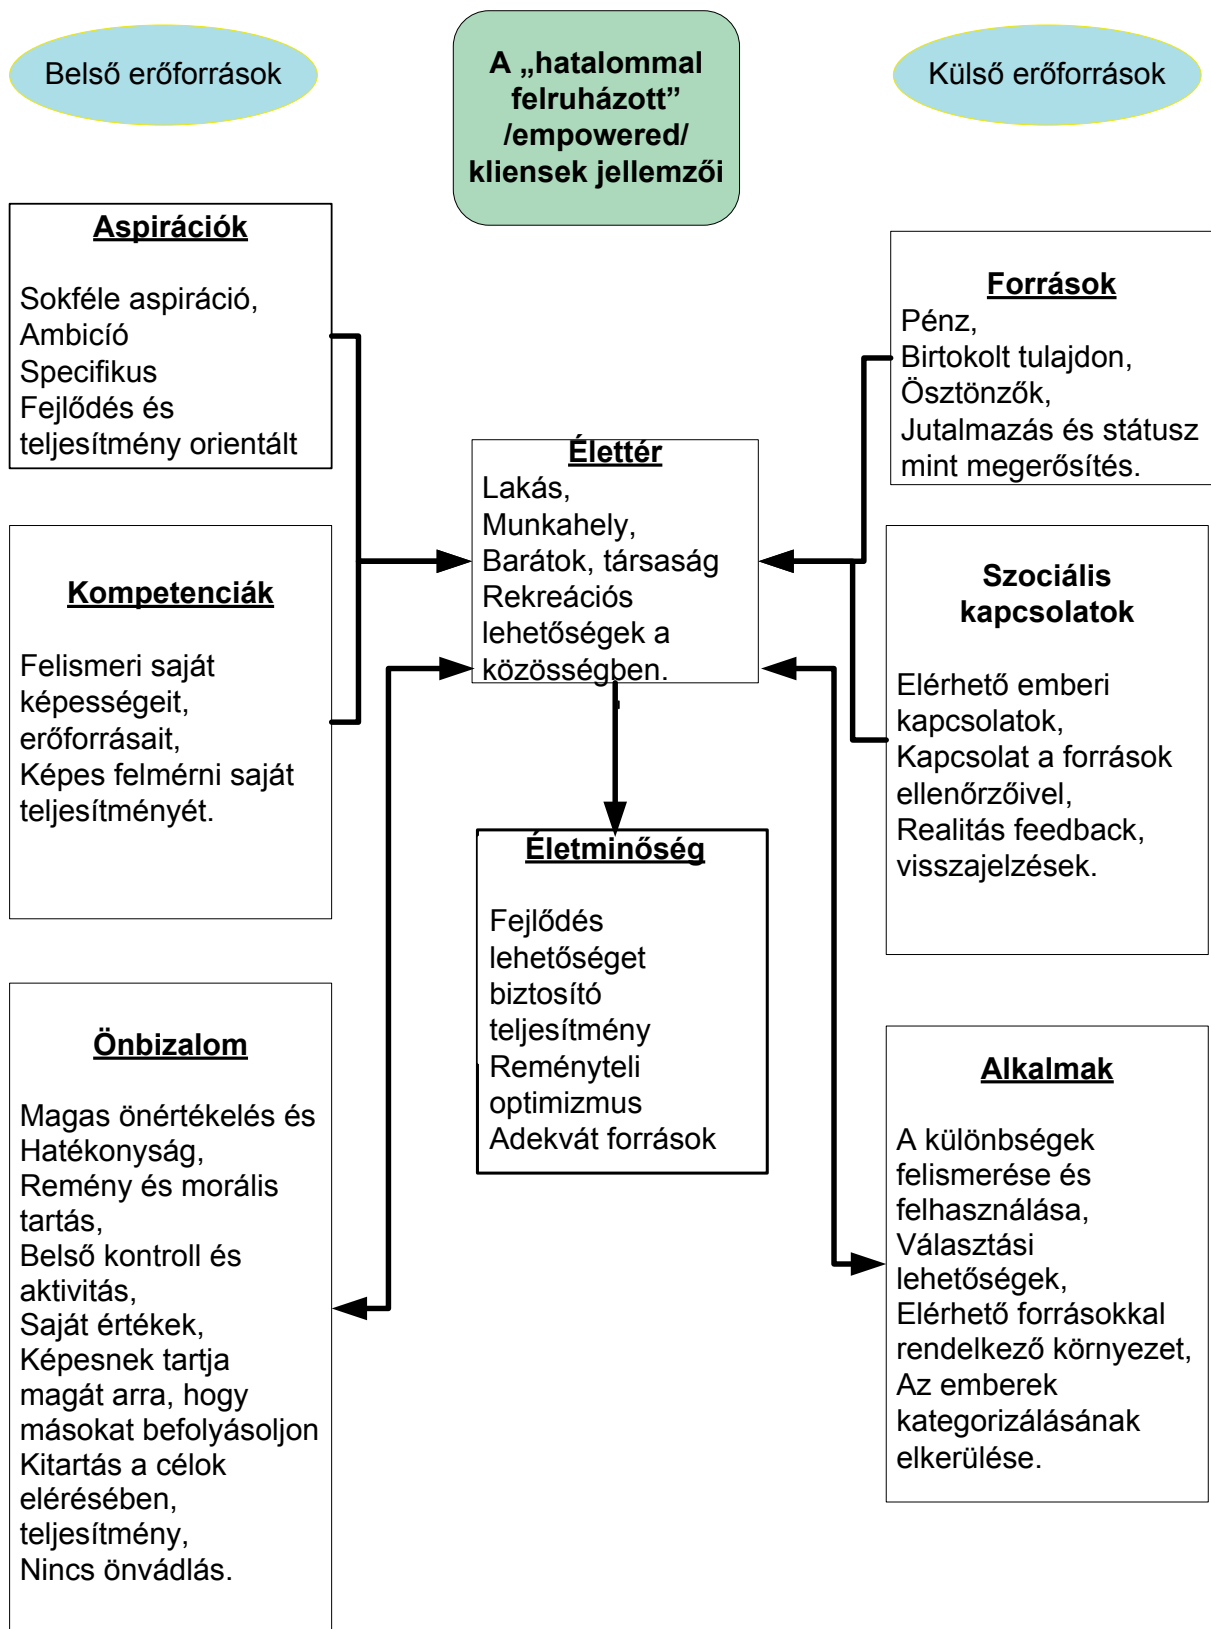 Belső erőforrások
A „hatalommal
felruházott”
/empowered/
kliensek jellemzői
Külső erőforrások
Aspirációk
Sokféle aspiráció,
Ambicíó
Specifikus
Fejlődés és
teljesítmény orientált
Kompetenciák
Felismeri saját
képességeit,
erőforrásait,
Képes felmérni saját
teljesítményét.
Önbizalom
Magas önértékelés és
Hatékonyság,
Remény és morális
tartás,
Belső kontroll és
aktivitás,
Saját értékek,
Képesnek tartja
magát arra, hogy
másokat befolyásoljon
Kitartás a célok
elérésében,
teljesítmény,
Nincs önvádlás.
Élettér
Lakás,
Munkahely,
Barátok, társaság
Rekreációs
lehetőségek a
közösségben.
Életminőség
Fejlődés
lehetőséget
biztosító
teljesítmény
Reményteli
optimizmus
Adekvát források
Források
Pénz,
Birtokolt tulajdon,
Ösztönzők,
Jutalmazás és státusz
mint megerősítés.
Szociális
kapcsolatok
Elérhető emberi
kapcsolatok,
Kapcsolat a források
ellenőrzőivel,
Realitás feedback,
visszajelzések.
Alkalmak
A különbségek
felismerése és
felhasználása,
Választási
lehetőségek,
Elérhető forrásokkal
rendelkező környezet,
Az emberek
kategorizálásának
elkerülése.